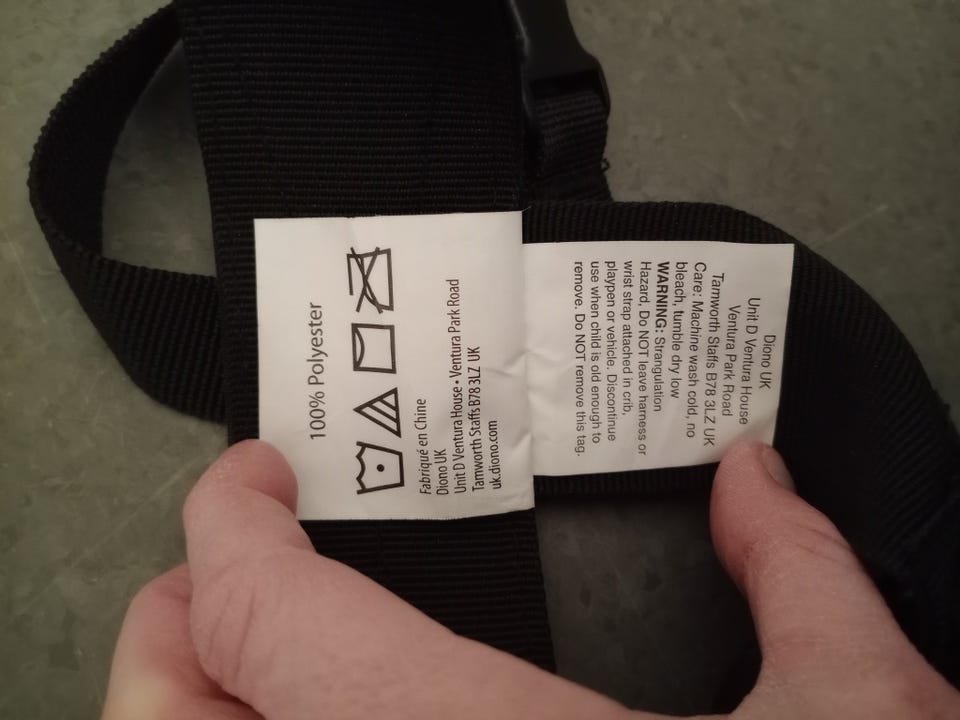 100% Polyester
Fabriqué en Chine
Diono UK
Unit D Ventura House • Ventura Park Road
Tamworth Staffs B78 3LZ UK
uk.diono.com
Diono UK
Unit D Ventura House
Ventura Park Road
Tamworth Staffs B78 3LZ UK
Care: Machine wash cold, no
bleach, tumble dry low
WARNING: Strangulation
Hazard, Do NOT leave harness or
wrist strap attached in crib,
playpen or vehicle. Discontinue
use when child is old enough to
remove. Do NOT remove this tag.